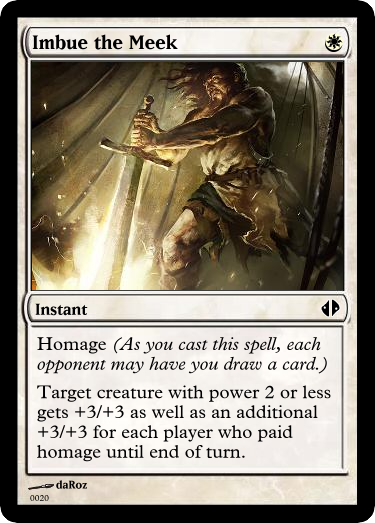 Imbue the Meek
Instant
Homage (As you cast this spell, each
opponent may have you draw a card.)
Target creature with power 2 or less
gets +3/+3 as well as an additional
+3/+3 for each player who paid
homage until end of turn.
daRoz
0020